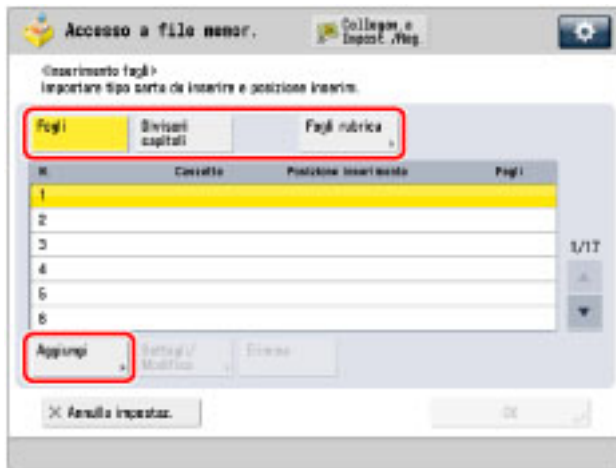 Accesso a file memor.
Collegam. e
Impost./Reg.
<Inserimento fogli>
Impostare tipo carta da inserire e posizione inserim.
Fogli
Divisori
capitoli
Fogli rubrica
N.
Cassetto
Posizione inserimento
Fogli
1
2
3
4
5
6
1/17
Aggiungi
Dettagli/
Modifica
Elimina
× Annulla impostaz.
OK